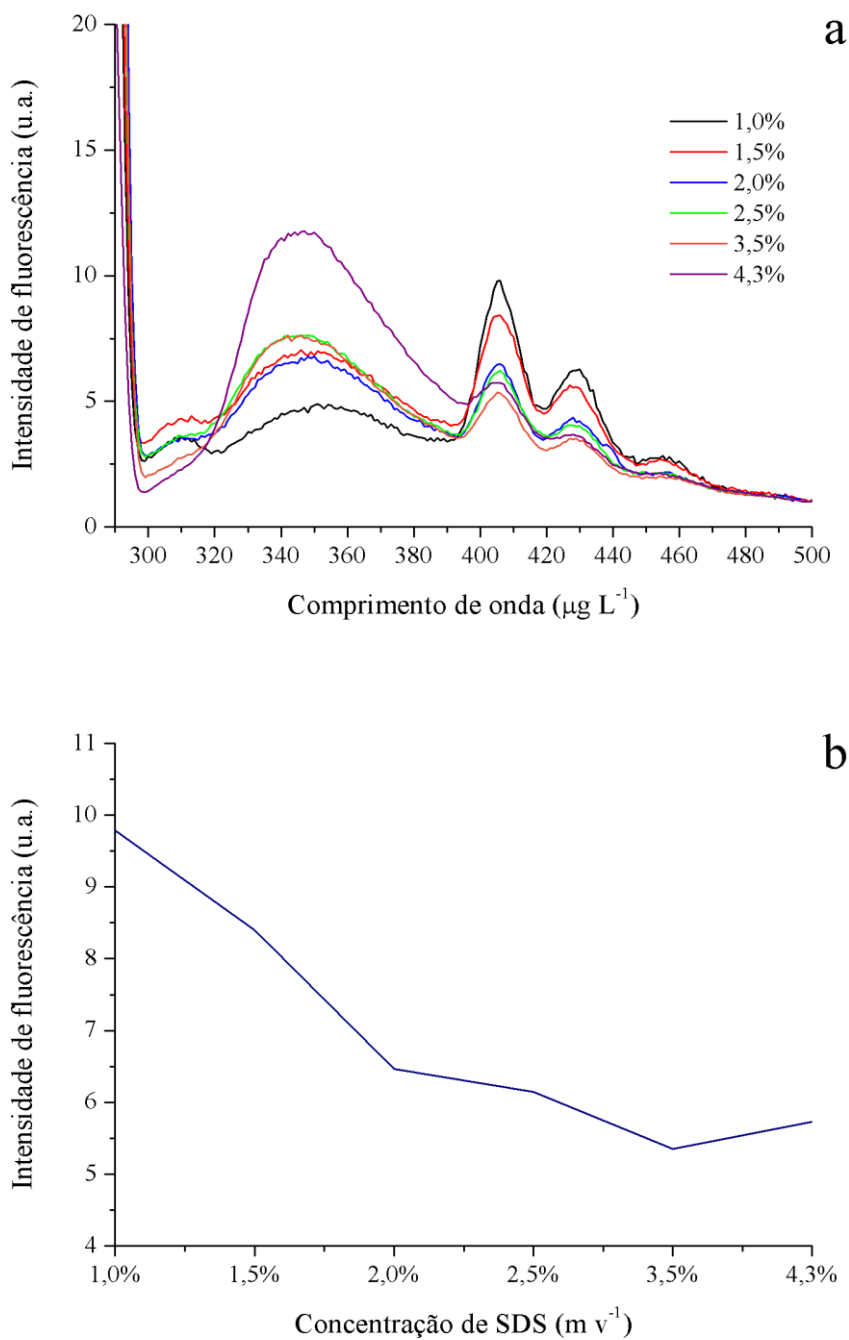 a
20
15
10
5
0
Intensidade de fluorescência (u.a.)
1,0%
1,5%
2,0%
2,5%
3,5%
4,3%
300 320 340 360 380 400 420 440 460 480 500
Comprimento de onda (µg L-1)
b
11
10
9
8
7
6
5
4
Intensidade de fluorescência (u.a.)
1,0% 1,5% 2,0% 2,5% 3,5% 4,3%
Concentração de SDS (m v-1)